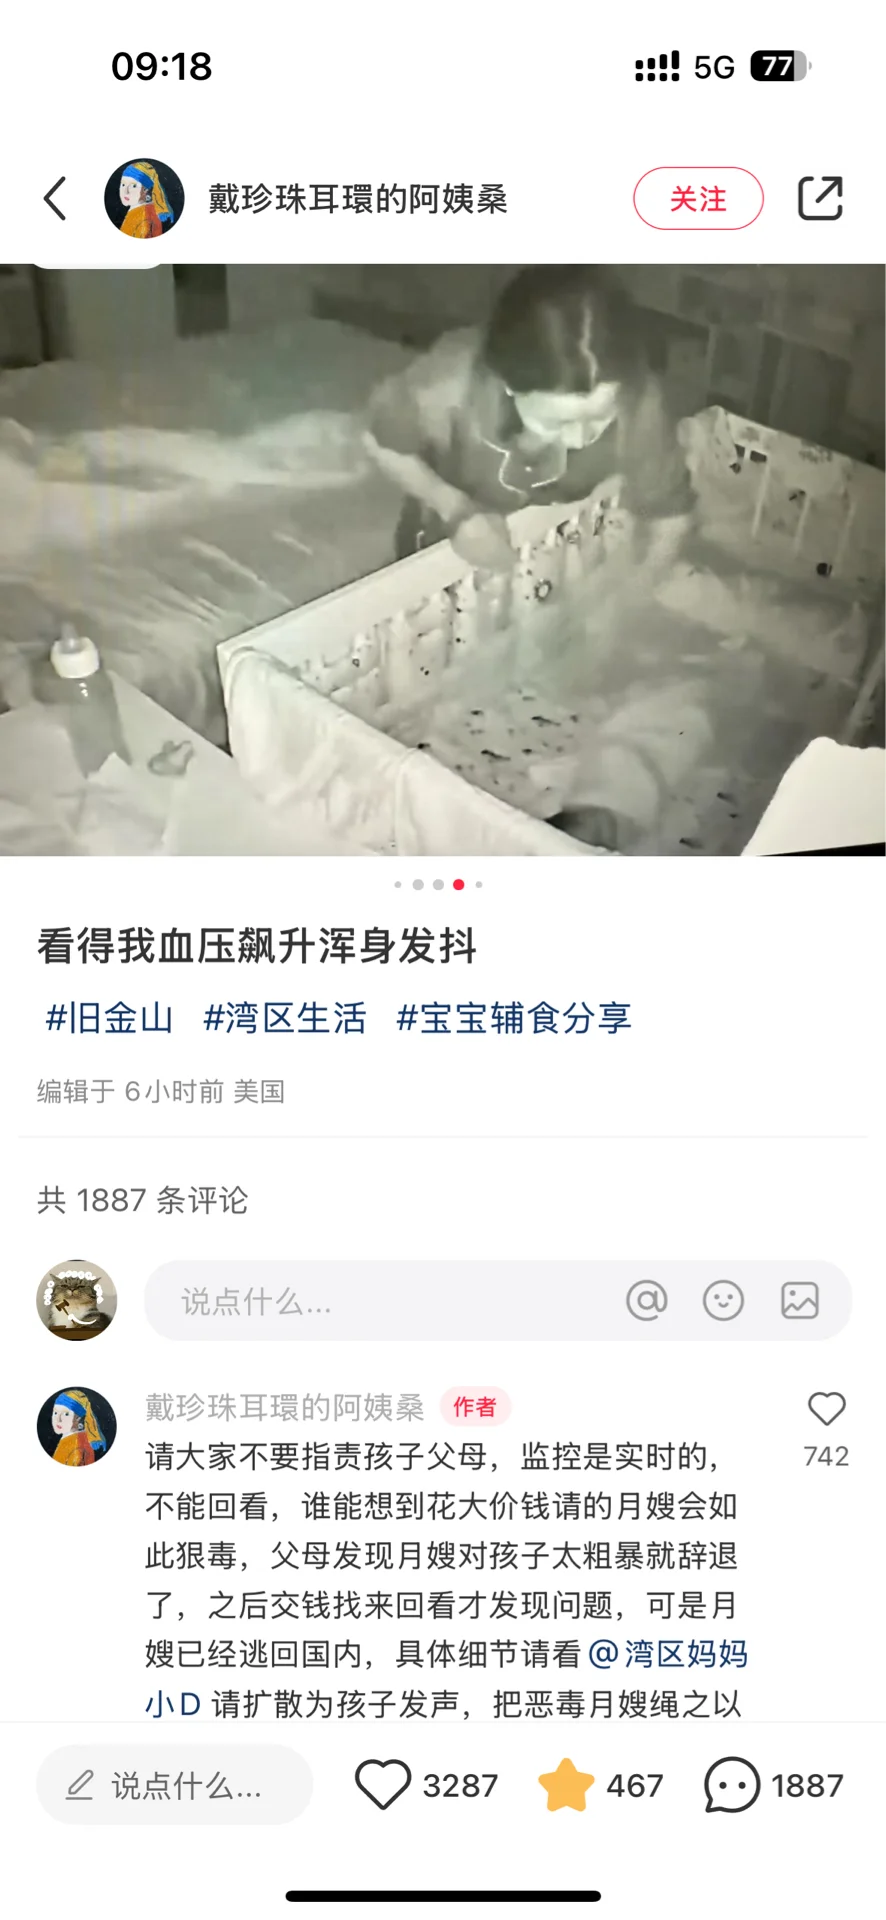 09:18
5G 77
戴珍珠耳環的阿姨桑
关注
看得我血压飙升浑身发抖
#旧金山 #湾区生活 #宝宝辅食分享
编辑于 6小时前 美国
共 1887 条评论
说点什么...
戴珍珠耳環的阿姨桑 作者
请大家不要指责孩子父母，监控是实时的，
742
不能回看，谁能想到花大价钱请的月嫂会如
此狠毒，父母发现月嫂对孩子太粗暴就辞退
了，之后交钱找来回看才发现问题，可是月
嫂已经逃回国内，具体细节请看@湾区妈妈
小D 请扩散为孩子发声，把恶毒月嫂绳之以
说点什么... 3287 467 1887